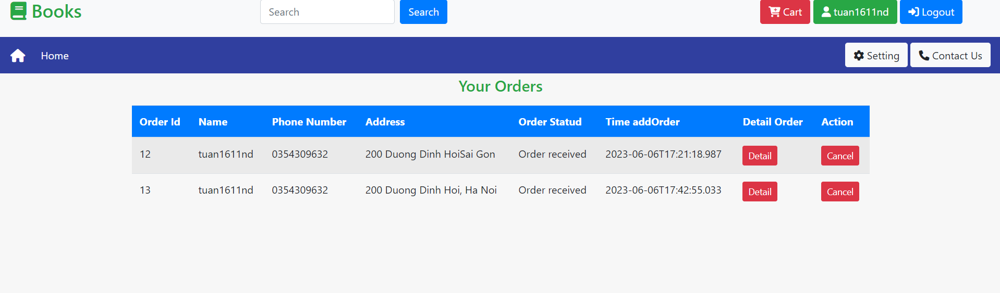 Books Search Search Cart tuan1611nd Logout
Home Setting Contact Us
Your Orders
Order Id Name Phone Number Address Order Statud Time addOrder Detail Order Action
12 tuan1611nd 0354309632 200 Duong Dinh HoiSai Gon Order received 2023-06-06T17:21:18.987 Detail Cancel
13 tuan1611nd 0354309632 200 Duong Dinh Hoi, Ha Noi Order received 2023-06-06T17:42:55.033 Detail Cancel